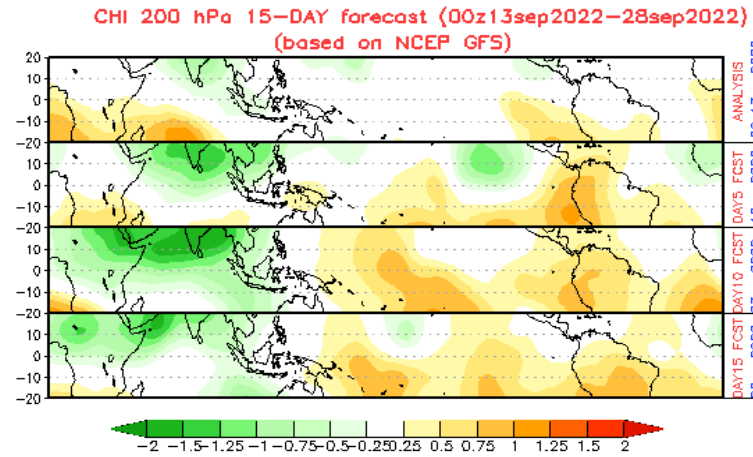 CHI 200 hPa 15-DAY forecast (00z13sep2022-28sep2022)
(based on NCEP GFS)
20
10
0
-10
-20
ANALYSIS
10
0
-10
-20
DAY5 FCST
10
0
-10
-20
DAY10 FCST
10
0
-10
-20
DAY15 FCST
-2 -1.5 -1.25 -1 -0.75 -0.5 -0.25 0.25 0.5 0.75 1 1.25 1.5 2